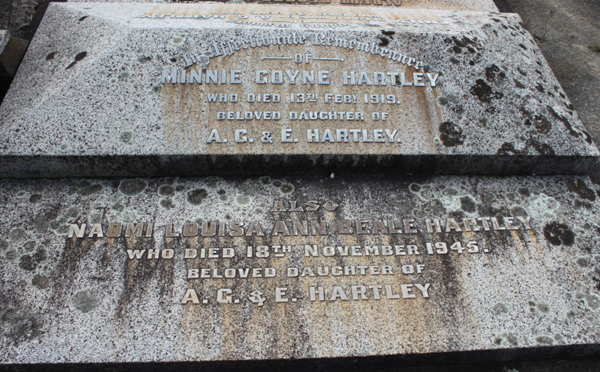 In Affectionate Remembrance
OF
MINNIE COYNE HARTLEY
WHO DIED 13TH FEBY. 1919.
BELOVED DAUGHTER OF
A. G. & E. HARTLEY.
ALSO
NAOMI LOUISA ANN BEALE HARTLEY
WHO DIED 18TH NOVEMBER 1945.
BELOVED DAUGHTER OF
A. G. & E. HARTLEY